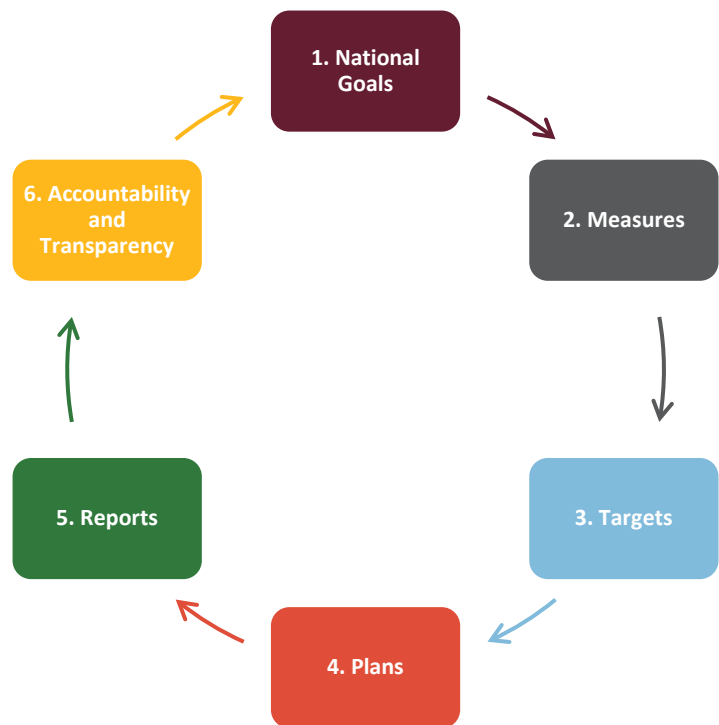 1. National
Goals
2. Measures
3. Targets
4. Plans
5. Reports
6. Accountability
and
Transparency